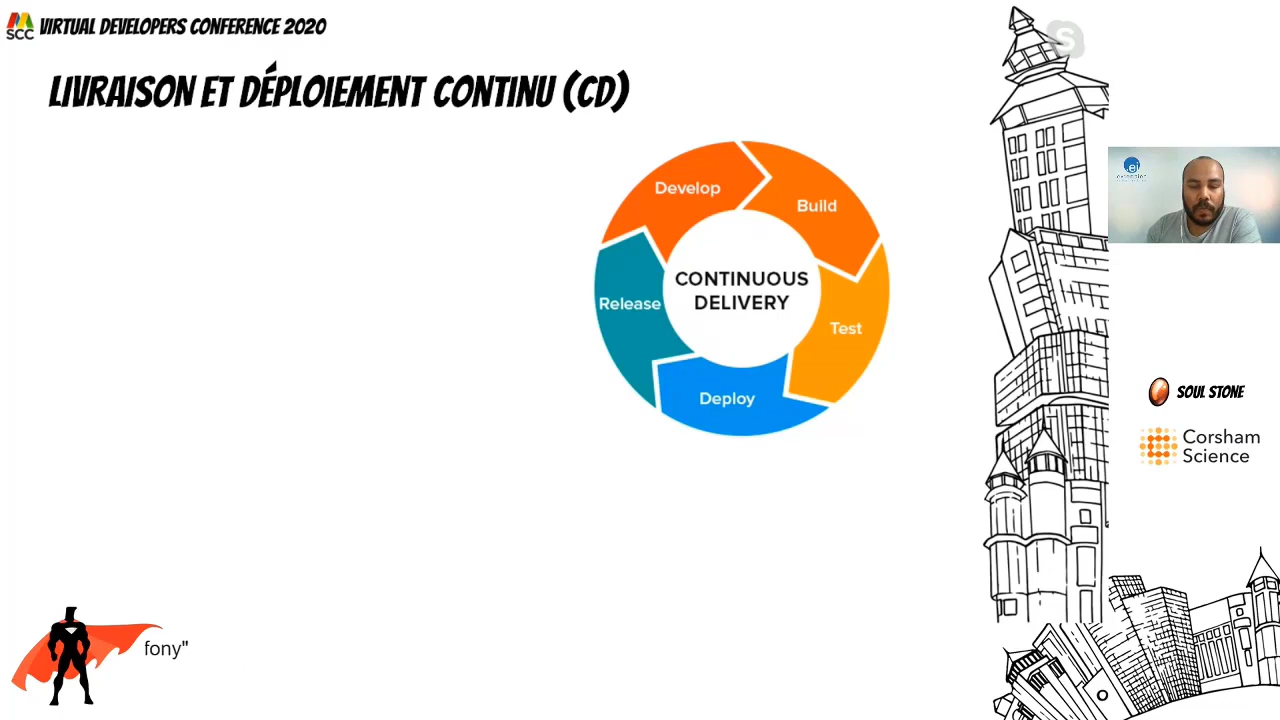 SCC VIRTUAL DEVELOPERS CONFERENCE 2020
LIVRAISON ET DÉPLOIEMENT CONTINU (CD)
Develop
Build
CONTINUOUS
DELIVERY
Release
Test
Deploy
S
ei
SOUL STONE
Corsham
Science
fony"